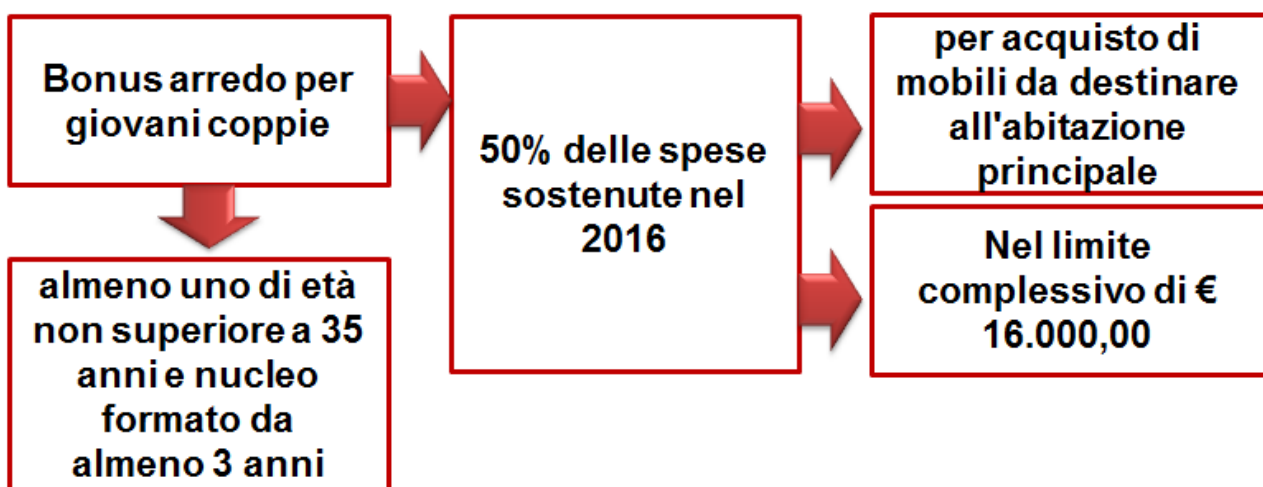 Bonus arredo per
giovani coppie
almeno uno di età
non superiore a 35
anni e nucleo
formato da
almeno 3 anni
50% delle spese
sostenute nel
2016
per acquisto di
mobili da destinare
all'abitazione
principale
Nel limite
complessivo di €
16.000,00